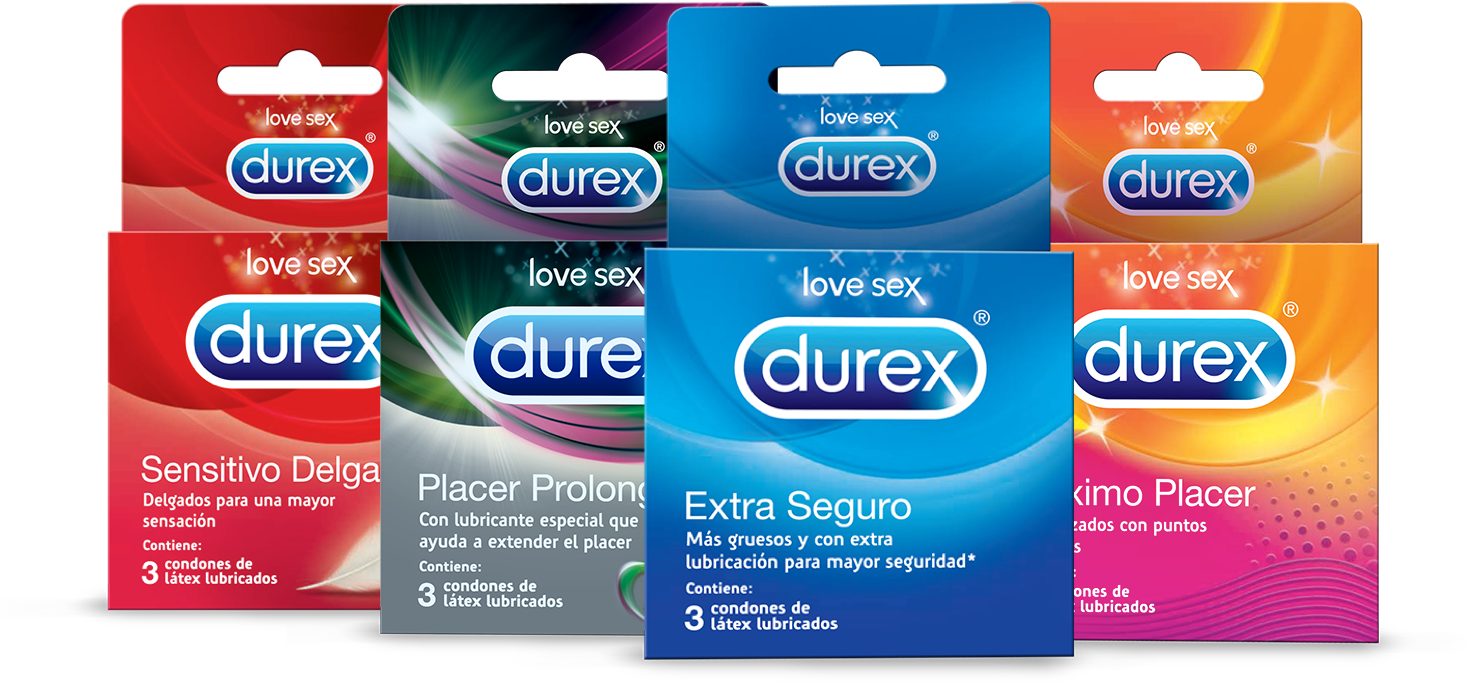 love sex
durex®
love sex
durex
Sensitivo Delga
Delgados para una mayor
sensación
Contiene:
3 condones de
látex lubricados
love sex
durex®
love sex
dure
Placer Prolong
Con lubricante especial que
ayuda a extender el placer
Contiene:
3 condones de
látex lubricados
love sex
durex®
love sex
durex®
Extra Seguro
Más gruesos y con extra
lubricación para mayor seguridad*
Contiene:
3 condones de
látex lubricados
love sex
durex®
love sex
durex®
ximo Placer
zados con puntos
s
ones de
lubricados